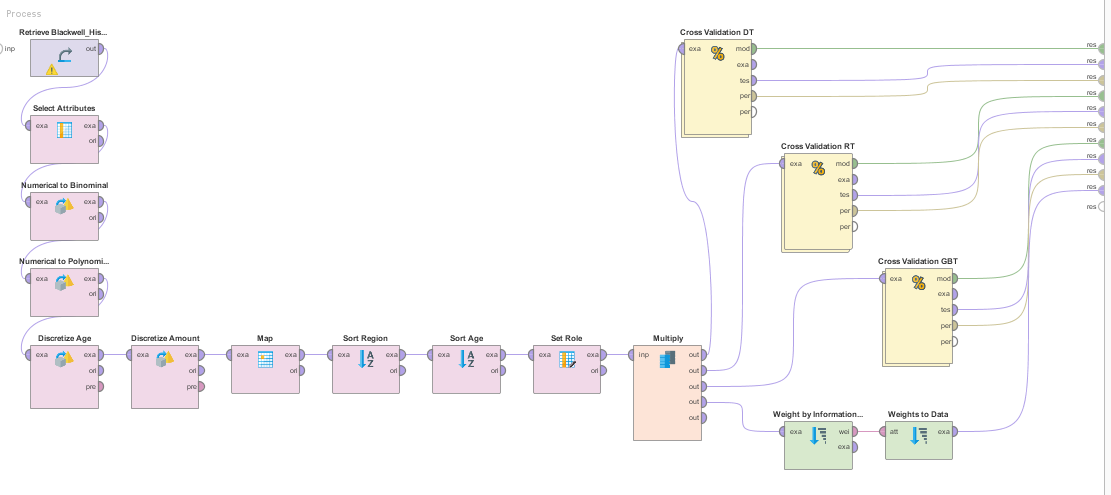 Process
inp
Retrieve Blackwell_His...
out
Select Attributes
exa exa
ori
Numerical to Binominal
exa exa
ori
Numerical to Polynomi...
exa exa
ori
Discretize Age
exa exa
ori
pre
Discretize Amount
exa exa
ori
pre
Map
exa exa
ori
Sort Region
exa exa
ori
Sort Age
exa exa
ori
Set Role
exa exa
ori
Multiply
inp out
out
out
out
out
Cross Validation DT
exa mod
exa
tes
per
per
Cross Validation RT
exa mod
exa
tes
per
per
Cross Validation GBT
exa mod
exa
tes
per
per
Weight by Information...
exa wei
exa
Weights to Data
att exa
res
res
res
res
res
res
res
res
res
res
res